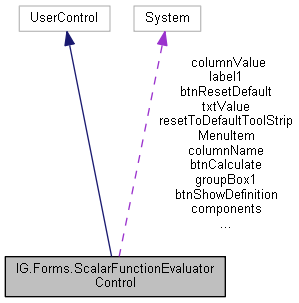 UserControl
System
columnValue
label1
btnResetDefault
txtValue
resetToDefaultToolStrip
MenuItem
columnName
btnCalculate
groupBox1
btnShowDefinition
components
...
IG.Forms.ScalarFunctionEvaluator
Control